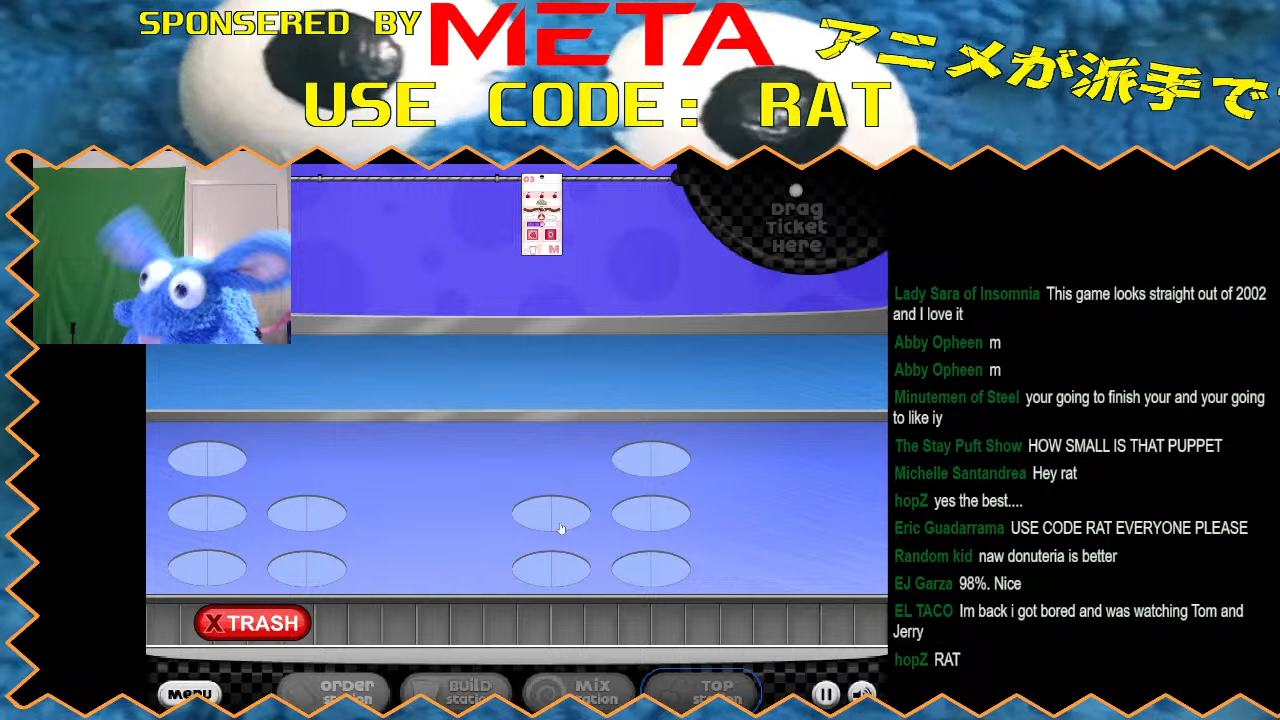 SPONSERED BY META
アニメが派手で
USE CODE: RAT
Drag
Ticket
Here
M
Lady Sara of Insomnia This game looks straight out of 2002
and I love it
Abby Opheen m
Abby Opheen m
Minutemen of Steel your going to finish your and your going
to like iy
The Stay Puft Show HOW SMALL IS THAT PUPPET
Michelle Santandrea Hey rat
hopZ yes the best....
Eric Guadarrama USE CODE RAT EVERYONE PLEASE
Random kid naw donuteria is better
EJ Garza 98%. Nice
EL TACO Im back i got bored and was watching Tom and
Jerry
hopZ RAT
X TRASH
Menu
ORDER
station
BUILD
station
MIX
station
TOP
station